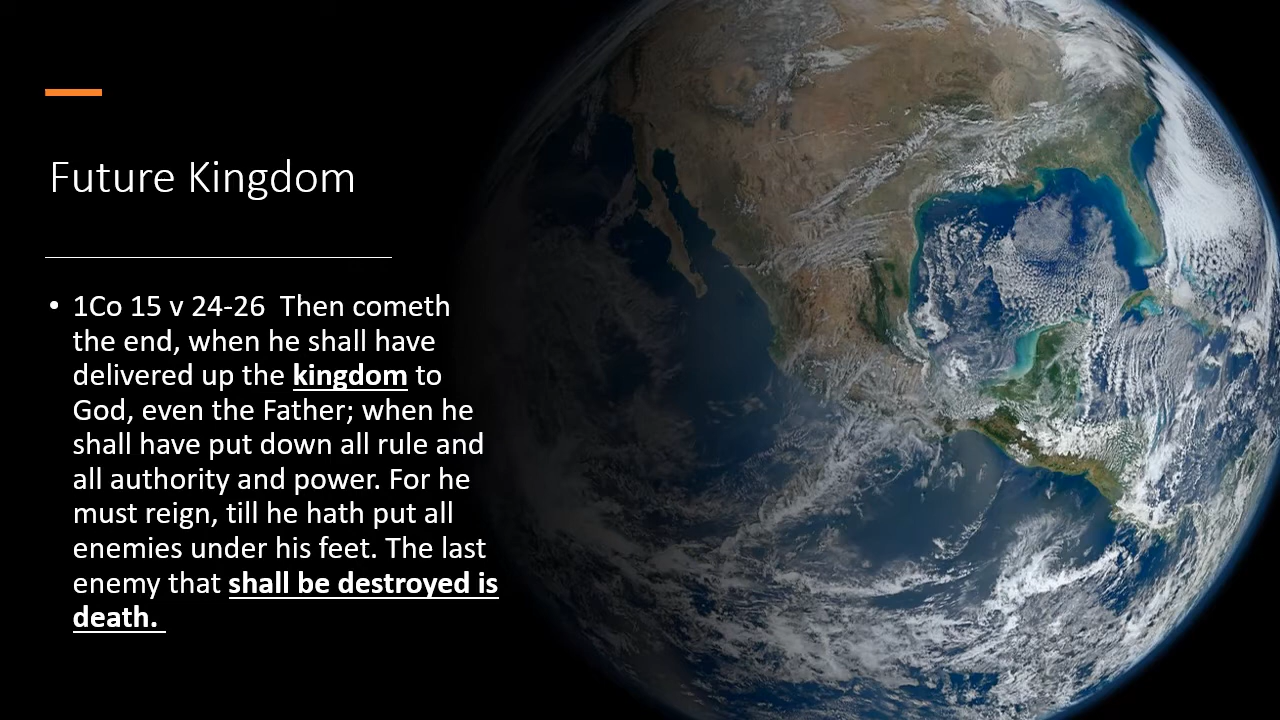 Future Kingdom
• 1Co 15 v 24-26  Then cometh
the end, when he shall have
delivered up the kingdom to
God, even the Father; when he
shall have put down all rule and
all authority and power. For he
must reign, till he hath put all
enemies under his feet. The last
enemy that shall be destroyed is
death.